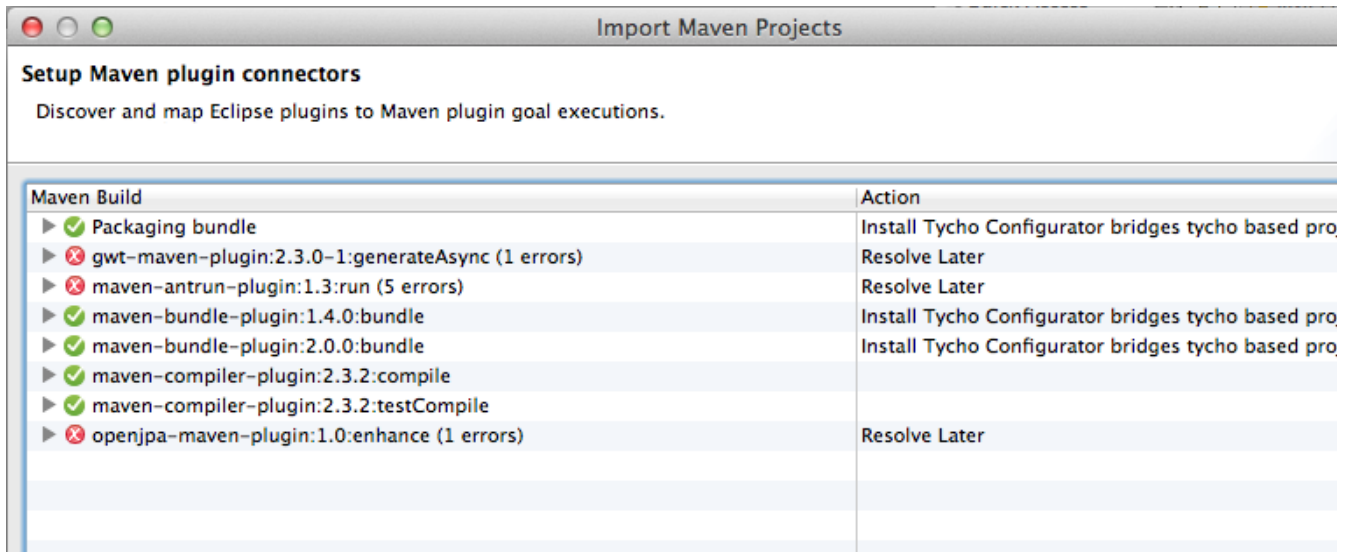 Import Maven Projects
Setup Maven plugin connectors
Discover and map Eclipse plugins to Maven plugin goal executions.
Maven Build Action
Packaging bundle Install Tycho Configurator bridges tycho based
gwt-maven-plugin:2.3.0-1:generateAsync (1 errors) Resolve Later
maven-antrun-plugin:1.3:run (5 errors) Resolve Later
maven-bundle-plugin:1.4.0:bundle Install Tycho Configurator bridges tycho based
maven-bundle-plugin:2.0.0:bundle Install Tycho Configurator bridges tycho based
maven-compiler-plugin:2.3.2:compile
maven-compiler-plugin:2.3.2:testCompile
openjpa-maven-plugin:1.0:enhance (1 errors) Resolve Later